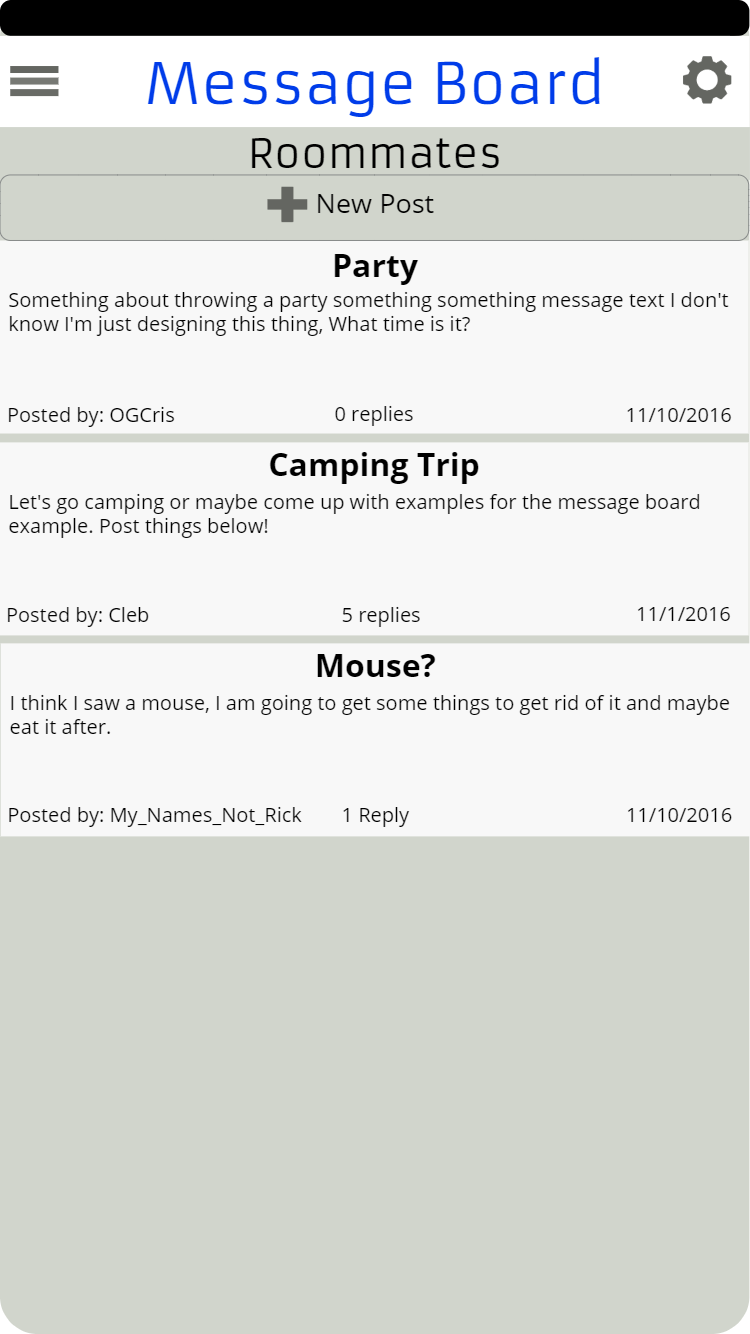 Message Board
Roommates
New Post
Party
Something about throwing a party something something message text I don't
know I'm just designing this thing, What time is it?
Posted by: OGCris 0 replies 11/10/2016
Camping Trip
Let's go camping or maybe come up with examples for the message board
example. Post things below!
Posted by: Cleb 5 replies 11/1/2016
Mouse?
I think I saw a mouse, I am going to get some things to get rid of it and maybe
eat it after.
Posted by: My_Names_Not_Rick 1 Reply 11/10/2016